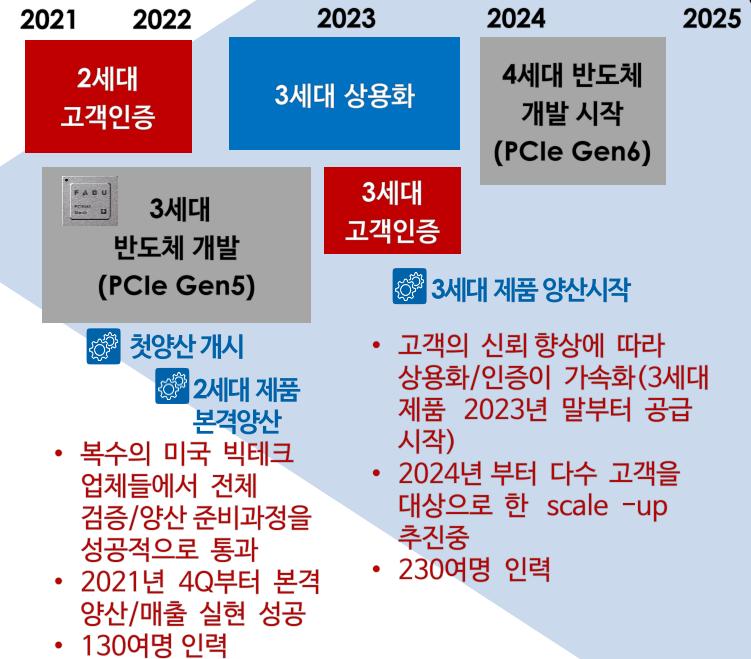 2021 2022 2023 2024 2025
2세대
고객인증
3세대 상용화
4세대 반도체
개발 시작
(PCIe Gen6)
FADU
3세대
반도체 개발
(PCIe Gen5)
3세대
고객인증
첫양산 개시
2세대 제품
본격양산
• 복수의 미국 빅테크
업체들에서 전체
검증/양산 준비과정을
성공적으로 통과
• 2021년 4Q부터 본격
양산/매출 실현 성공
• 130여명 인력
3세대 제품 양산시작
• 고객의 신뢰 향상에 따라
상용화/인증이 가속화(3세대
제품 2023년 말부터 공급
시작)
• 2024년 부터 다수 고객을
대상으로 한 scale -up
추진중
• 230여명 인력